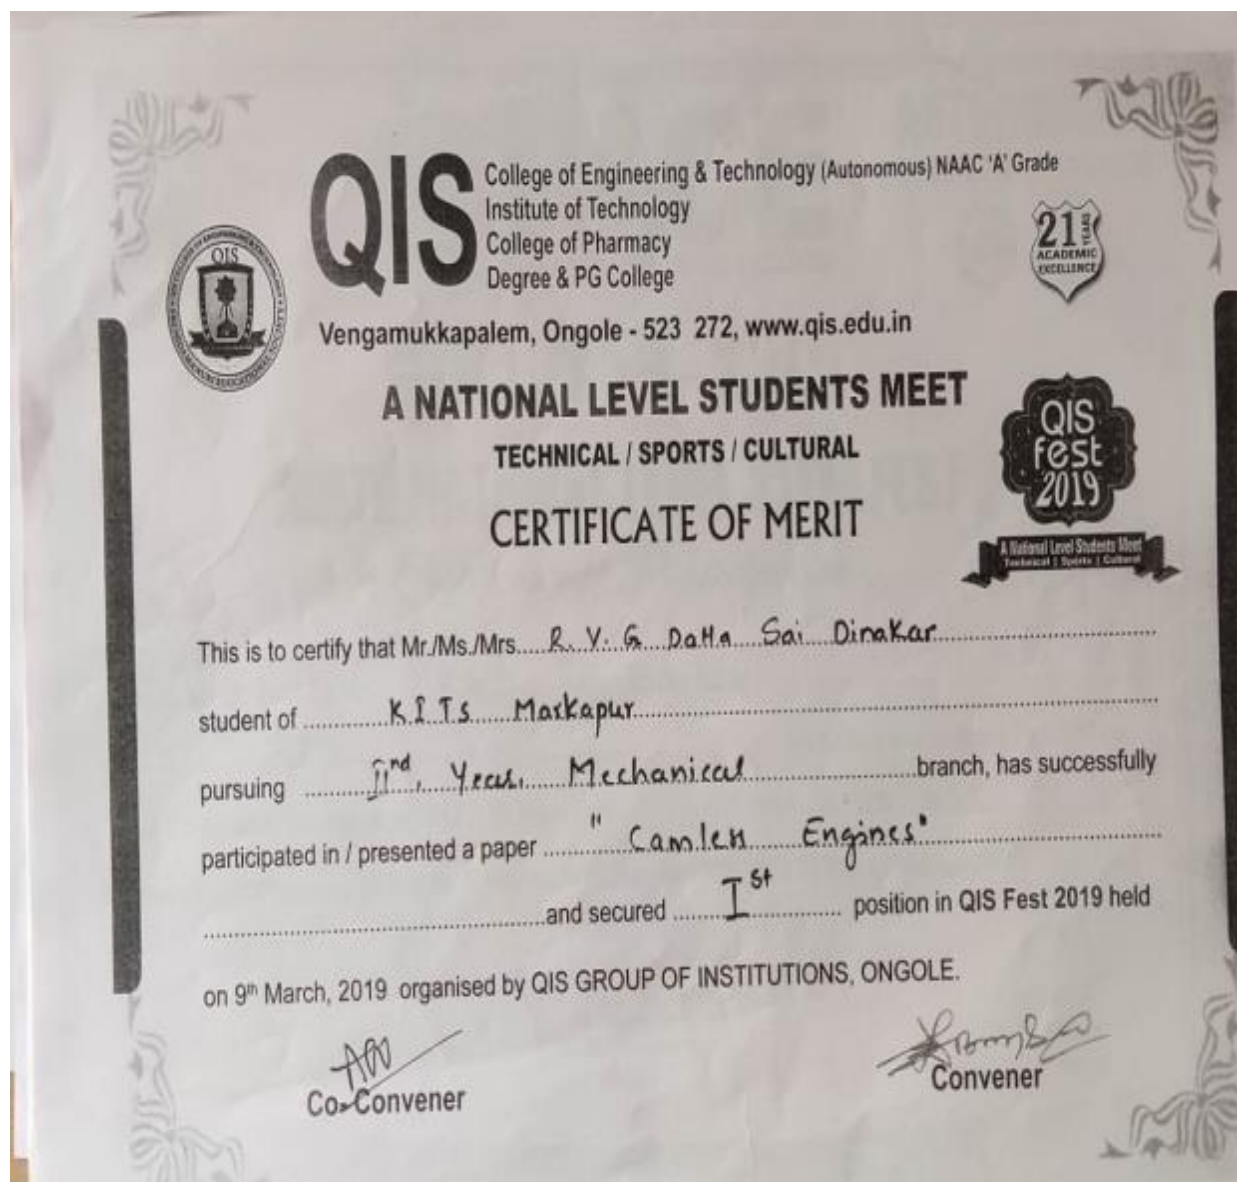 QIS
College of Engineering & Technology (Autonomous) NAAC 'A' Grade
Institute of Technology
College of Pharmacy
Degree & PG College
21 YEARS
ACADEMIC
EXCELLENCE
QIS
Vengamukkapalem, Ongole - 523 272, www.qis.edu.in
A NATIONAL LEVEL STUDENTS MEET
TECHNICAL / SPORTS / CULTURAL
CERTIFICATE OF MERIT
QIS
fest
2019
A National Level Students Meet
Technical | Sports | Cultural
This is to certify that Mr./Ms./Mrs..... R. V. G Datta Sai Dinakar
student of ............ K I Ts Markapur
pursuing ............ IInd, Year, Mechanical ............ branch, has successfully
participated in / presented a paper ............ " Camless Engines"
............ and secured ........ Ist ............ position in QIS Fest 2019 held
on 9th March, 2019 organised by QIS GROUP OF INSTITUTIONS, ONGOLE.
Co-Convener
Convener